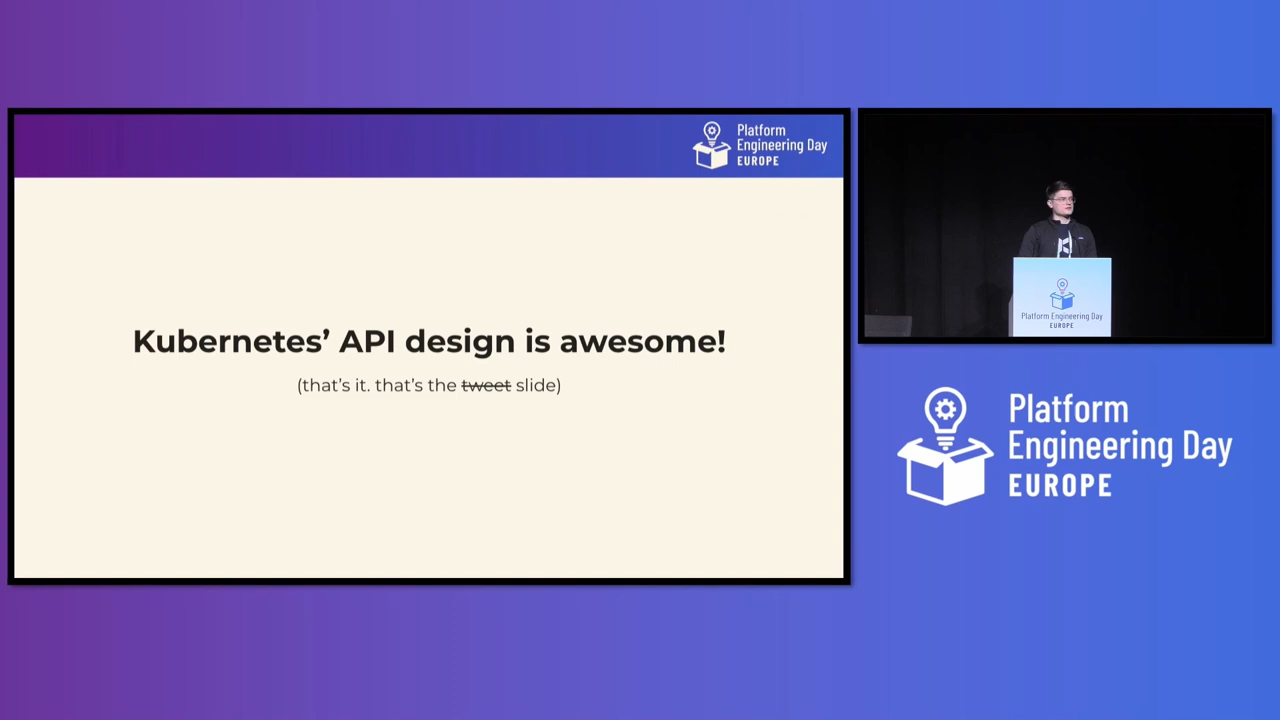 Platform
Engineering Day
EUROPE
Kubernetes’ API design is awesome!
(that’s it. that’s the tweet slide)
Platform Engineering Day
EUROPE
Platform
Engineering Day
EUROPE